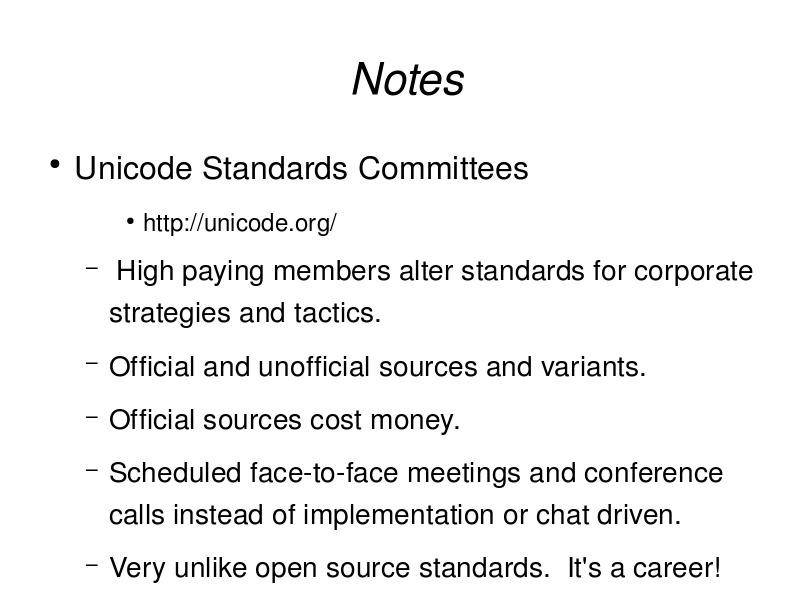 Notes
• Unicode Standards Committees
• http://unicode.org/
– High paying members alter standards for corporate
strategies and tactics.
– Official and unofficial sources and variants.
– Official sources cost money.
– Scheduled face-to-face meetings and conference
calls instead of implementation or chat driven.
– Very unlike open source standards.  It's a career!